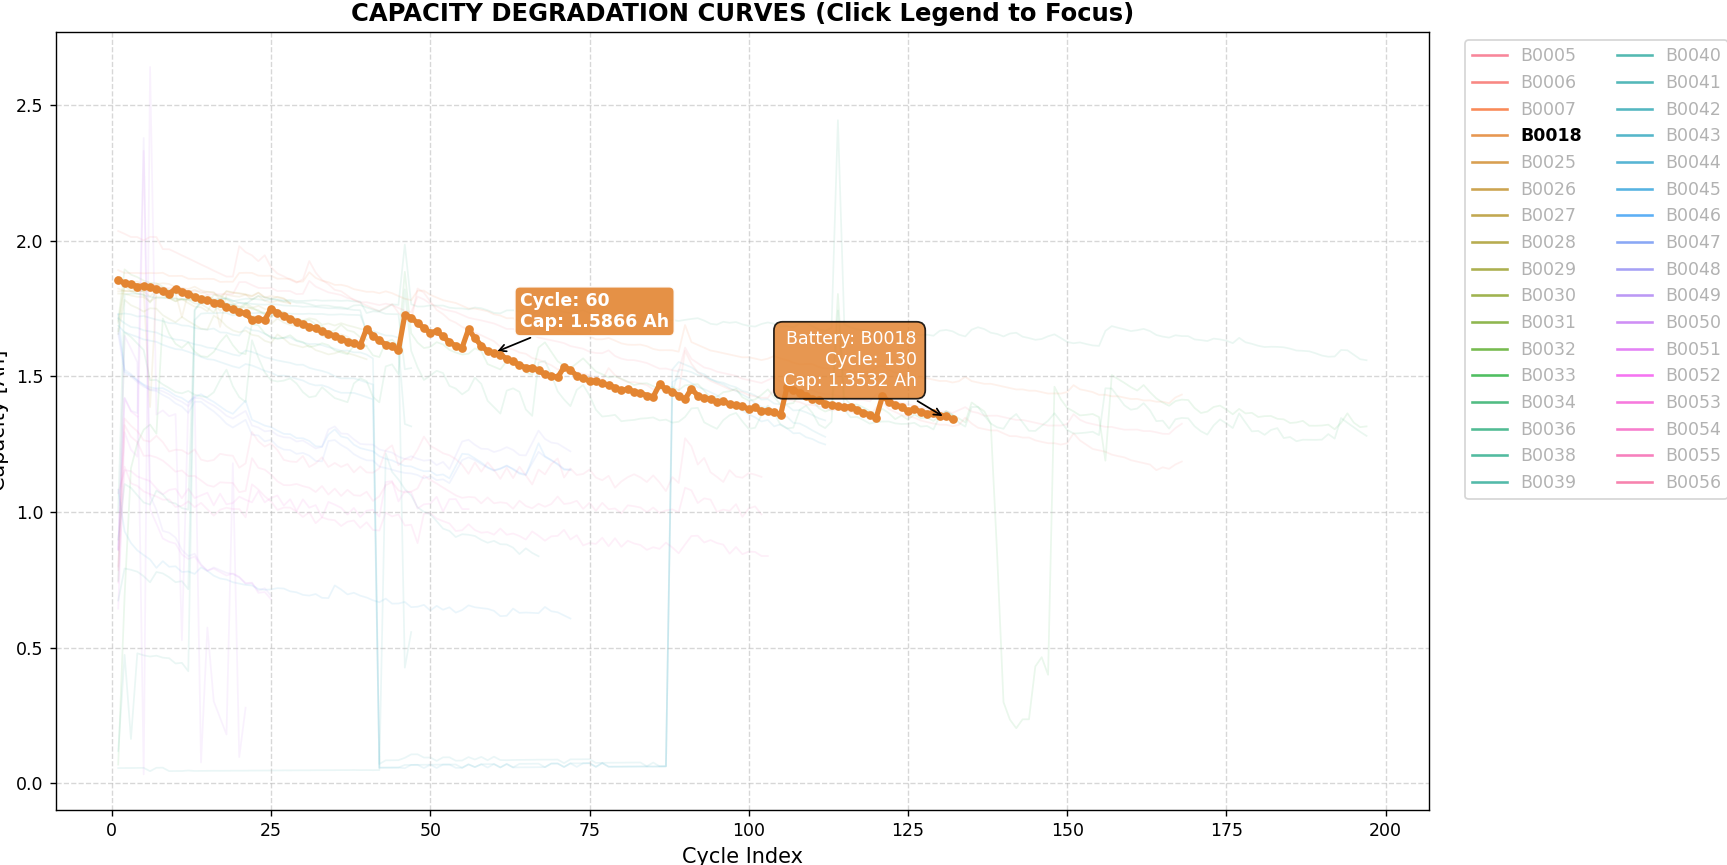 CAPACITY DEGRADATION CURVES (Click Legend to Focus)
2.5
2.0
1.5
1.0
0.5
0.0
0
25
50
75
100
125
150
175
200
Cycle Index
Cycle: 60
Cap: 1.5866 Ah
Battery: B0018
Cycle: 130
Cap: 1.3532 Ah
B0005
B0006
B0007
B0018
B0025
B0026
B0027
B0028
B0029
B0030
B0031
B0032
B0033
B0034
B0036
B0038
B0039
B0040
B0041
B0042
B0043
B0044
B0045
B0046
B0047
B0048
B0049
B0050
B0051
B0052
B0053
B0054
B0055
B0056